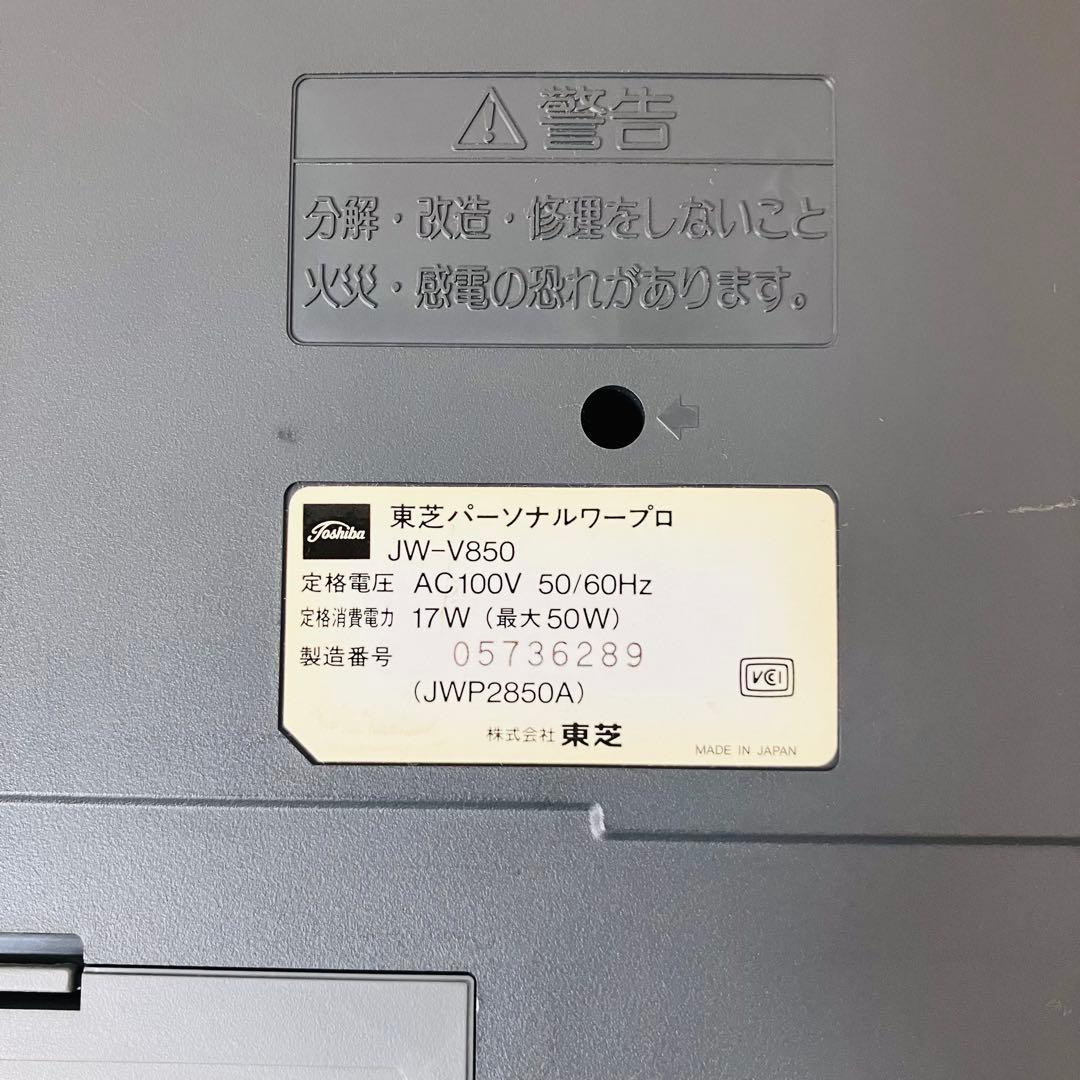 警告
分解・改造・修理をしないこと
火災・感電の恐れがあります。
Toshiba
東芝パーソナルワープロ
JW-V850
定格電圧 AC100V 50/60Hz
定格消費電力 17W（最大50W）
製造番号 05736289
(JWP2850A)
VCCI
株式会社 東芝
MADE IN JAPAN